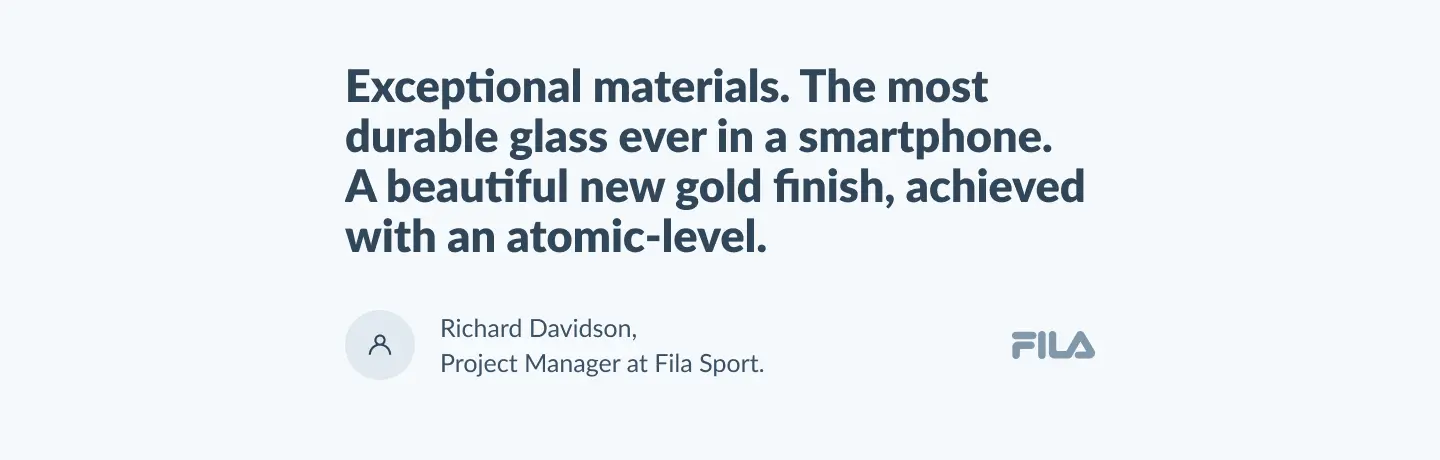 Exceptional materials. The most
durable glass ever in a smartphone.
A beautiful new gold finish, achieved
with an atomic-level.
Richard Davidson,
Project Manager at Fila Sport.
FILA